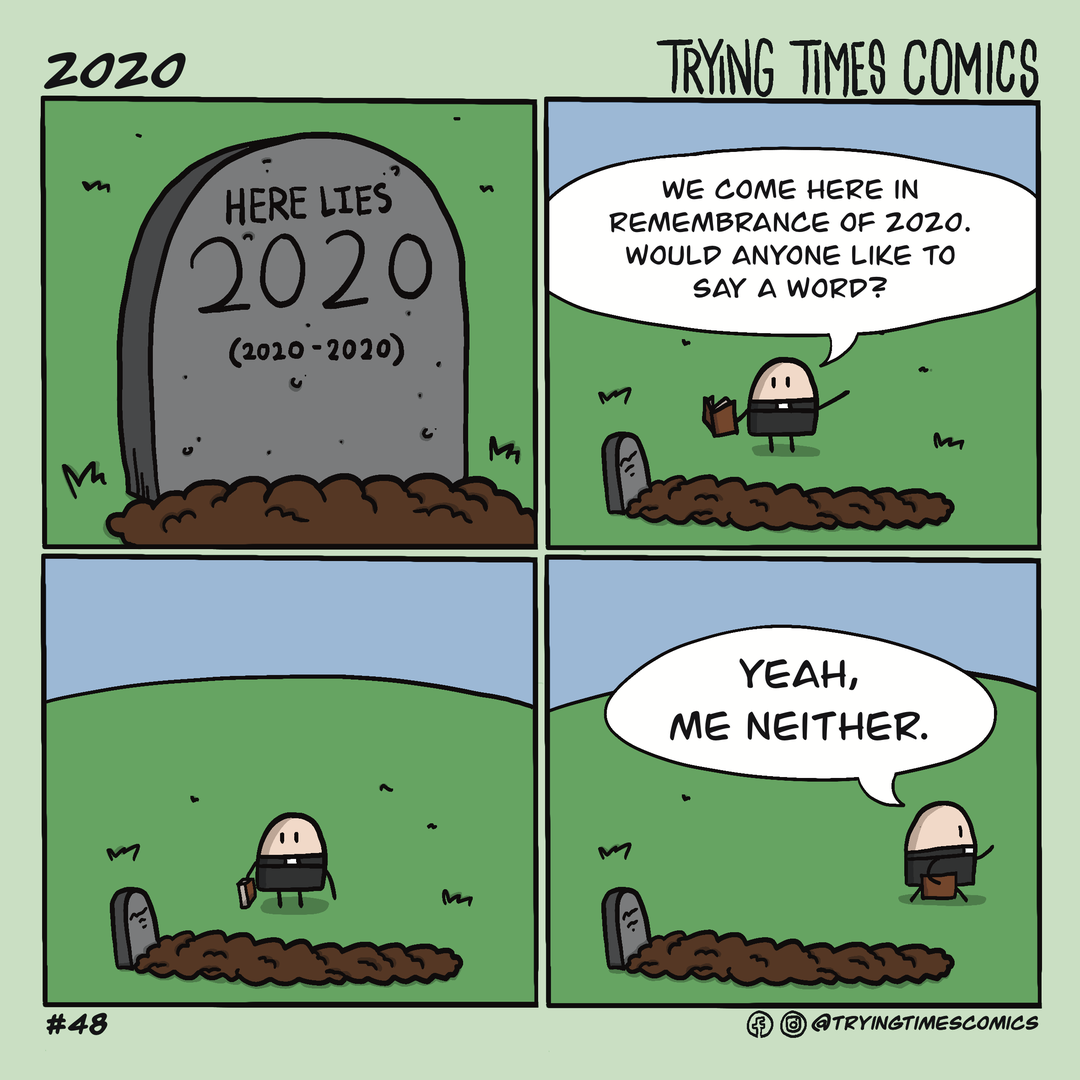 2020
TRYING TIMES COMICS
HERE LIES
2020
(2020-2020)
WE COME HERE IN
REMEMBRANCE OF 2020.
WOULD ANYONE LIKE TO
SAY A WORD?
YEAH,
ME NEITHER.
#48
@TRYINGTIMESCOMICS